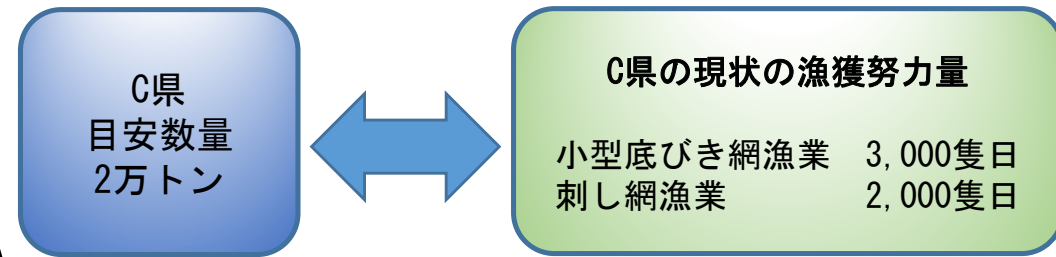 C県
目安数量
2万トン
C県の現状の漁獲努力量
小型底びき網漁業　3,000隻日
刺し網漁業　2,000隻日